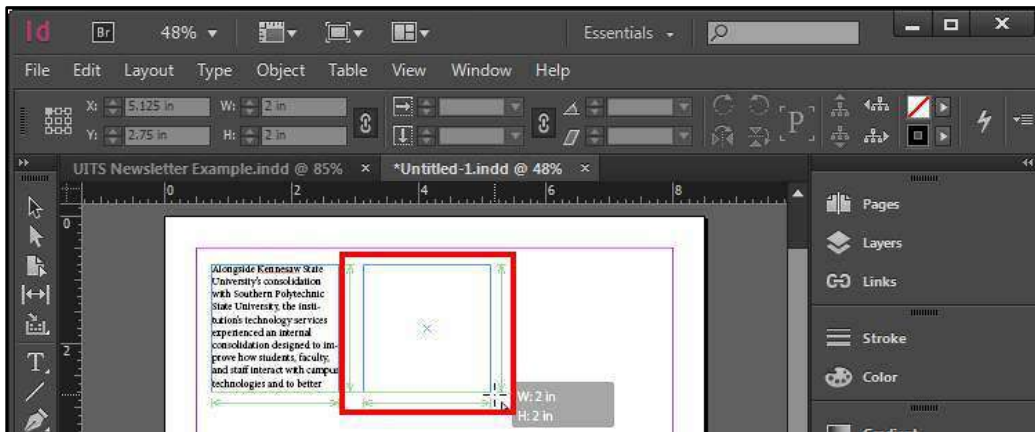 Id Br 48% Essentials
File Edit Layout Type Object Table View Window Help
X: 5.125 in W: 2 in
Y: 2.75 in H: 2 in
P
UITS Newsletter Example.indd @ 85% × *Untitled-1.indd @ 48% ×
0 2 4 6 8
0
2
Alongside Kennesaw State
University's consolidation
with Southern Polytechnic
State University, the insti-
tution's technology services
experienced an internal
consolidation designed to im-
prove how students, faculty,
and staff interact with campus
technologies and to better
W: 2 in
H: 2 in
Pages
Layers
Links
Stroke
Color